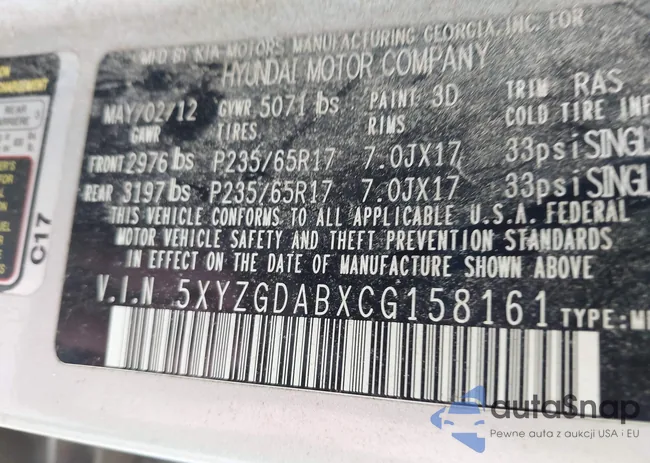 MFD BY KIA MOTORS MANUFACTURING GEORGIA, INC. FOR
HYUNDAI MOTOR COMPANY
MAY/02/12 GVWR 5071 lbs PAINT 3D TRIM RAS
GAWR TIRES RIMS COLD TIRE INF
FRONT 2976 lbs P235/65R17 7.0JX17 33psi SINGL
REAR 3197 lbs P235/65R17 7.0JX17 33psi SINGL
THIS VEHICLE CONFORMS TO ALL APPLICABLE U.S.A. FEDERAL
MOTOR VEHICLE SAFETY AND THEFT PREVENTION STANDARDS
IN EFFECT ON THE DATE OF MANUFACTURE SHOWN ABOVE
V.I.N 5XYZGDABXCG158161 TYPE:M
REAR
C17
autoSnap
Pewne auta z aukcji USA i EU